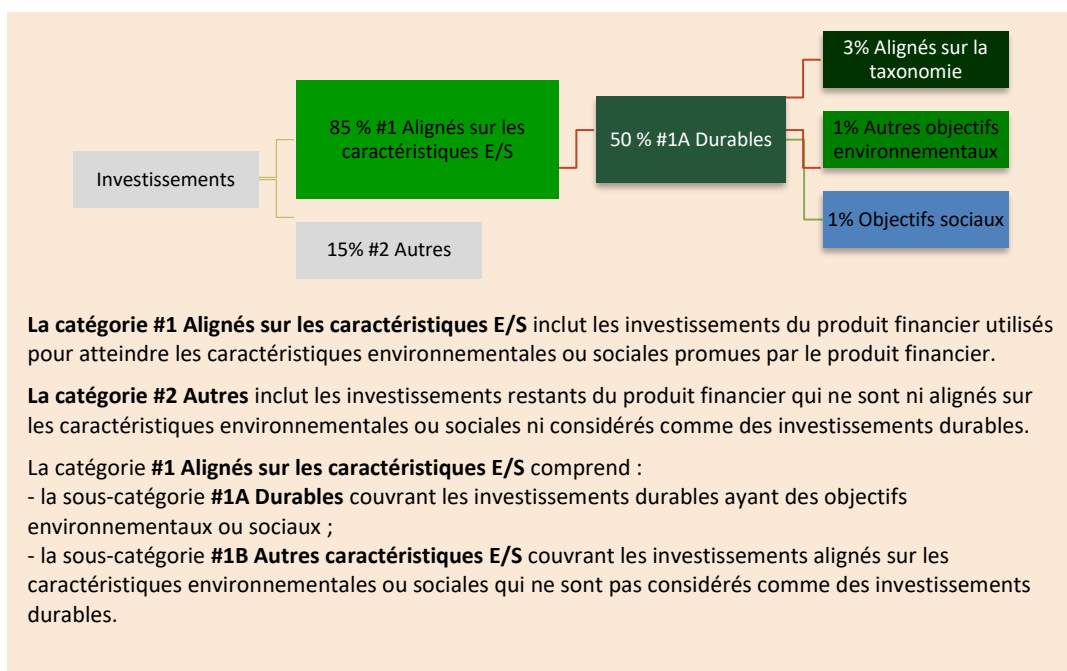 3% Alignés sur la
taxonomie
85 % #1 Alignés sur les
caractéristiques E/S
50 % #1A Durables
1% Autres objectifs
environnementaux
Investissements
1% Objectifs sociaux
15% #2 Autres
La catégorie #1 Alignés sur les caractéristiques E/S inclut les investissements du produit financier utilisés
pour atteindre les caractéristiques environnementales ou sociales promues par le produit financier.
La catégorie #2 Autres inclut les investissements restants du produit financier qui ne sont ni alignés sur
les caractéristiques environnementales ou sociales ni considérés comme des investissements durables.
La catégorie #1 Alignés sur les caractéristiques E/S comprend :
- la sous-catégorie #1A Durables couvrant les investissements durables ayant des objectifs
environnementaux ou sociaux ;
- la sous-catégorie #1B Autres caractéristiques E/S couvrant les investissements alignés sur les
caractéristiques environnementales ou sociales qui ne sont pas considérés comme des investissements
durables.